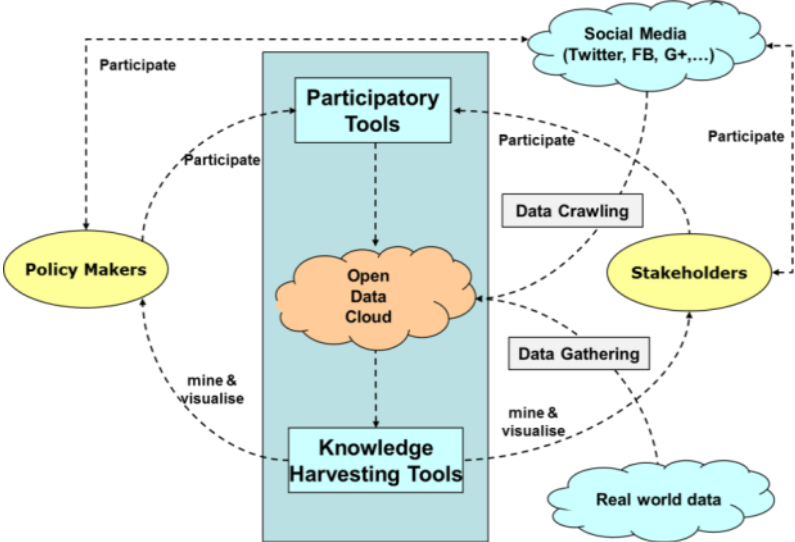 Social Media
(Twitter, FB, G+,...)
Participate
Participatory
Tools
Participate
Participate
Participate
Data Crawling
Policy Makers
Open
Data
Cloud
Stakeholders
Data Gathering
mine &
visualise
mine &
visualise
Knowledge
Harvesting Tools
Real world data